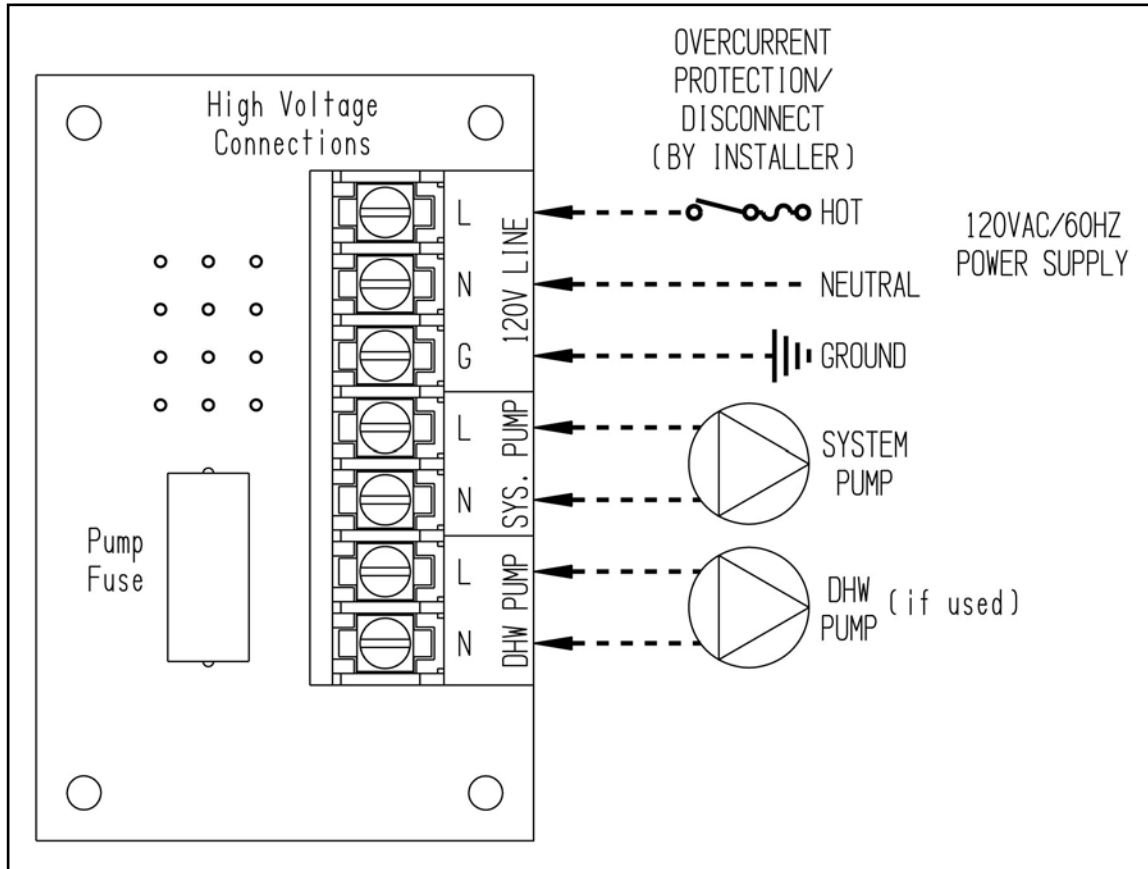 High Voltage
Connections
OVERCURRENT
PROTECTION/
DISCONNECT
(BY INSTALLER)
L
HOT
N
NEUTRAL
G
GROUND
120V LINE
120VAC/60HZ
POWER SUPPLY
L
N
SYS. PUMP
SYSTEM
PUMP
Pump
Fuse
L
N
DHW PUMP
DHW
PUMP
(if used)